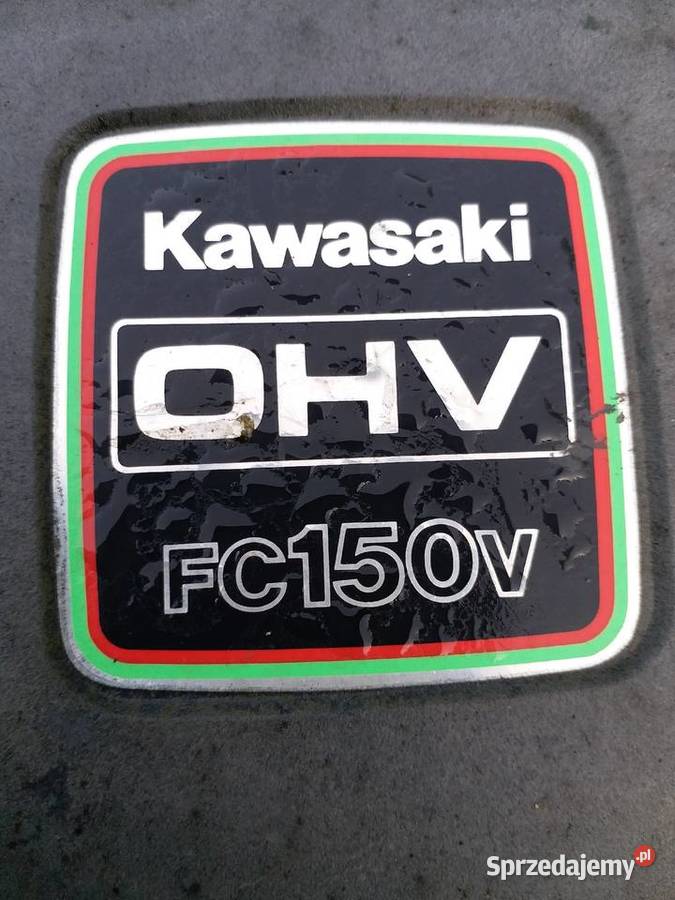 Kawasaki
OHV
FC150V
Sprzedajemy.pl